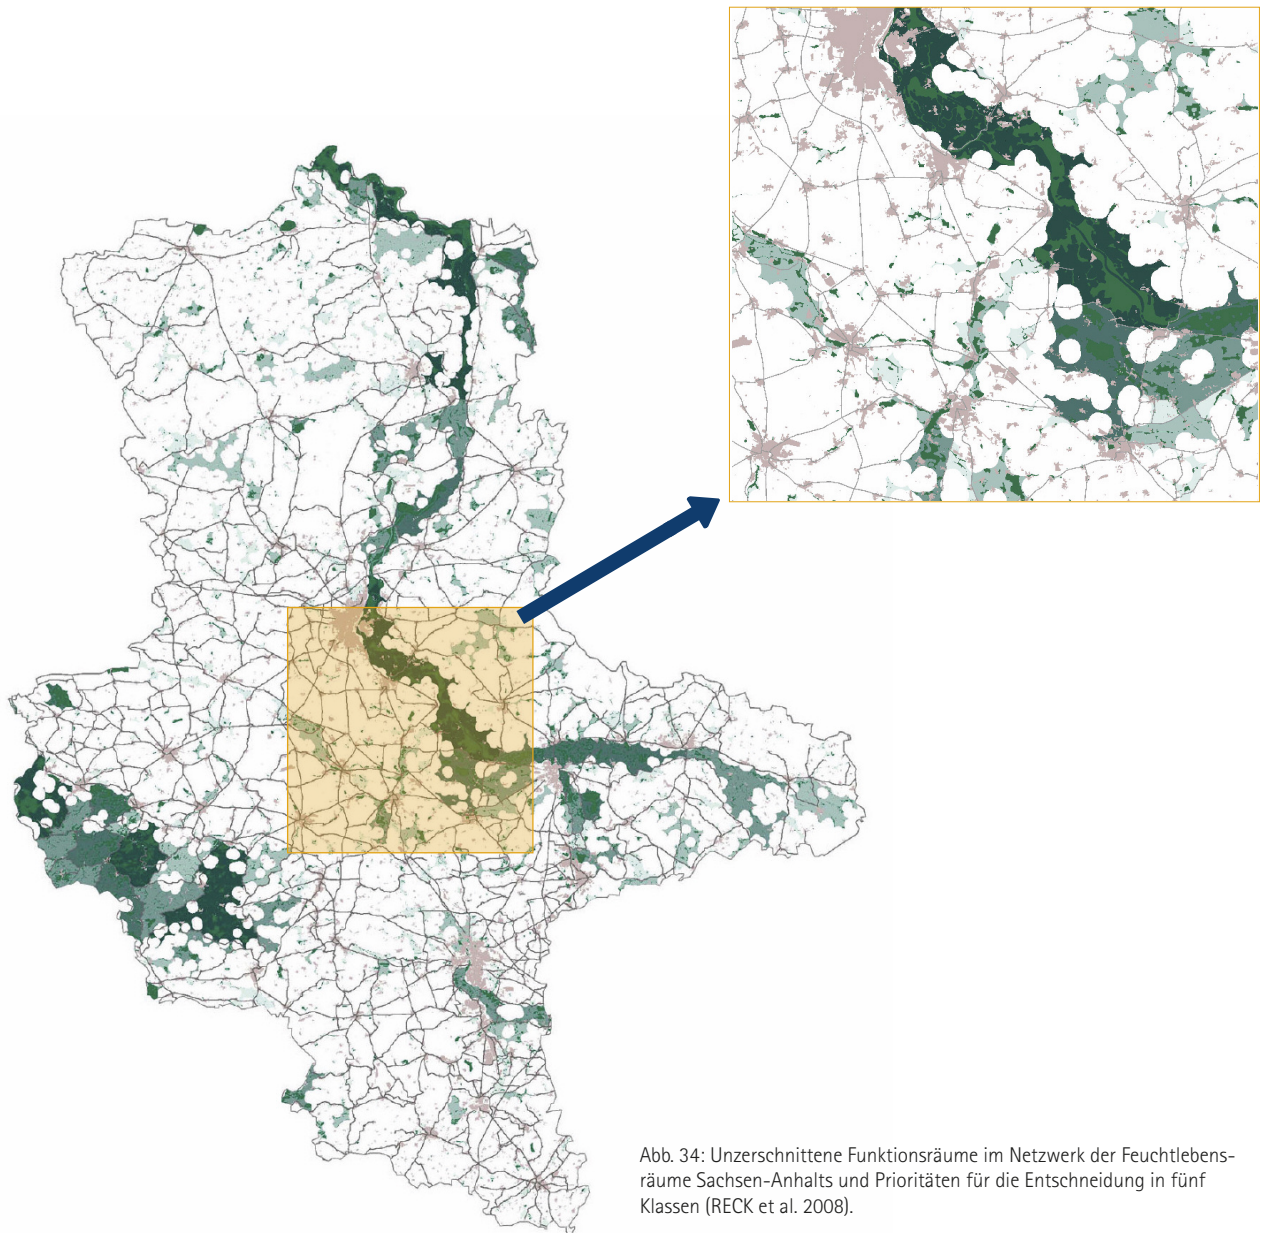 Abb. 34: Unzerschnittene Funktionsräume im Netzwerk der Feuchtlebens-
räume Sachsen-Anhalts und Prioritäten für die Entschneidung in fünf
Klassen (RECK et al. 2008).